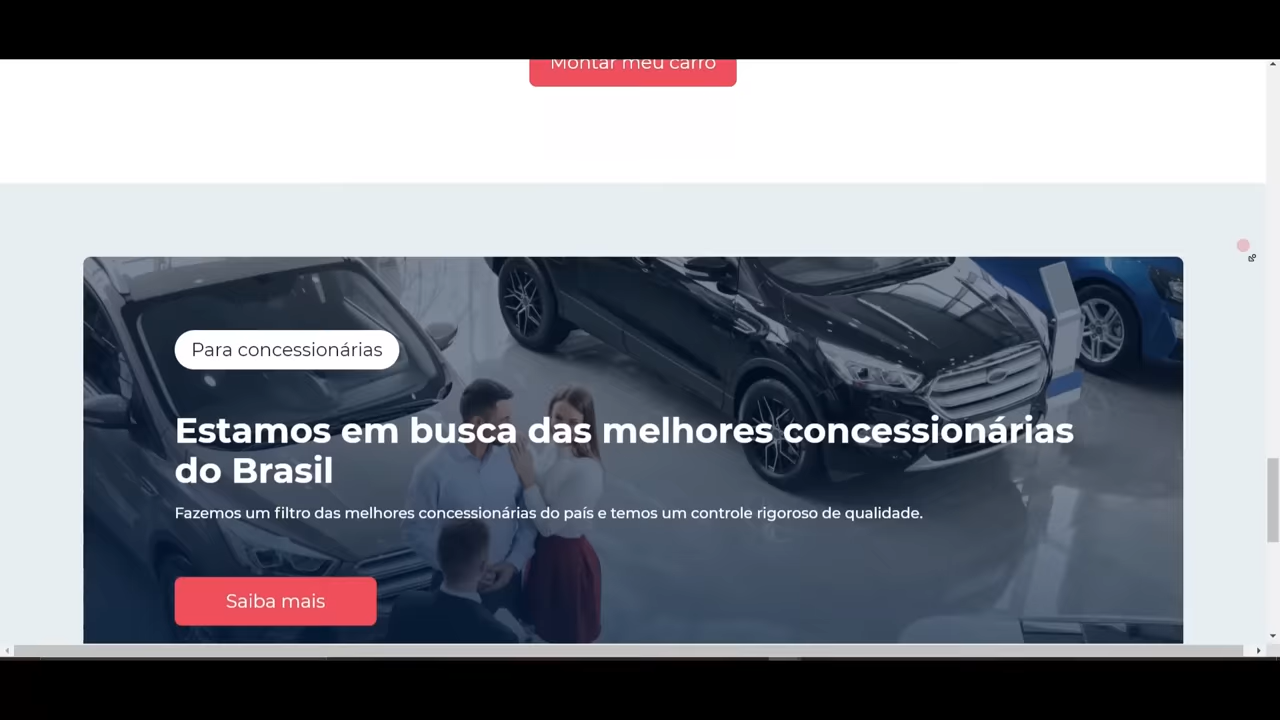 Montar meu carro
Para concessionárias
Estamos em busca das melhores concessionárias
do Brasil
Fazemos um filtro das melhores concessionárias do país e temos um controle rigoroso de qualidade.
Saiba mais